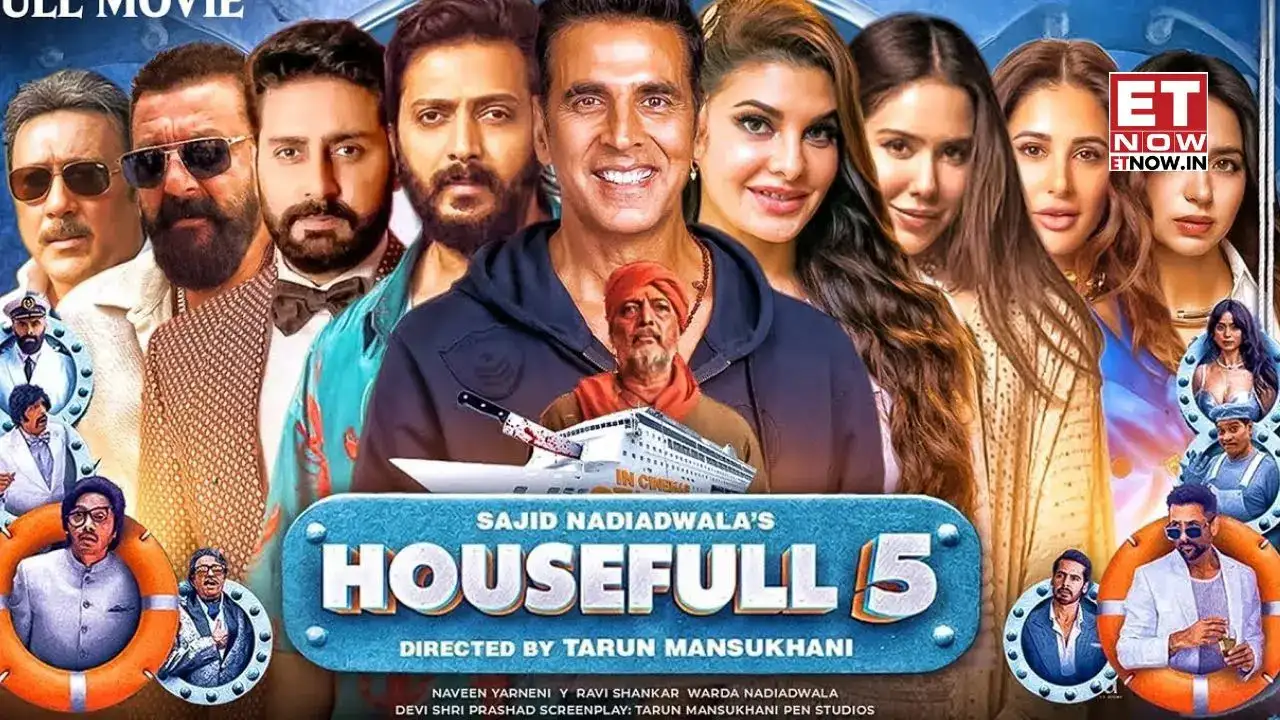 ULL MOVIE
ET
NOW
ETNOW.IN
IN CINEMA
SAJID NADIADWALA'S
HOUSEFULL 5
DIRECTED BY TARUN MANSUKHANI
NAVEEN YARNENI Y RAVI SHANKAR WARDA NADIADWALA
DEVI SHRI PRASHAD SCREENPLAY: TARUN MANSUKHANI PEN STUDIOS